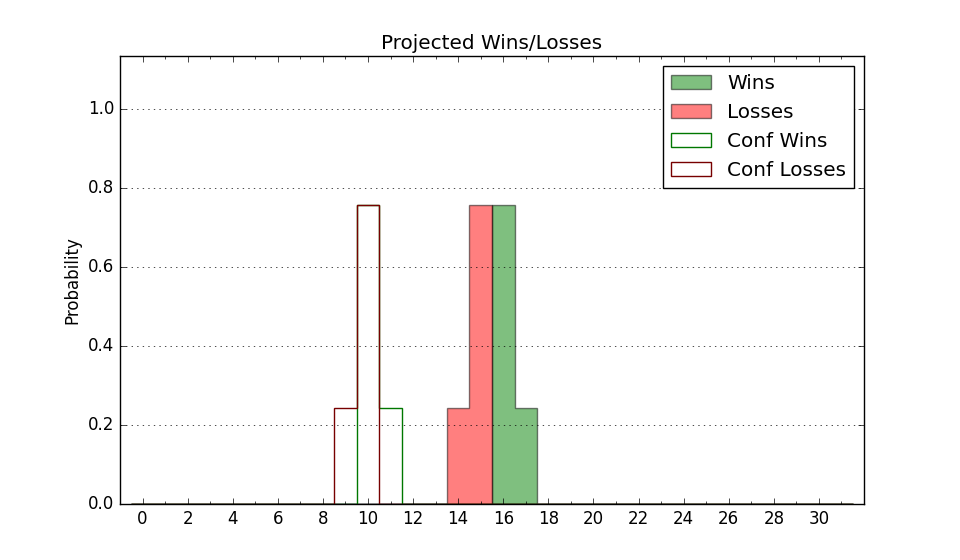 Projected Wins/Losses
Wins
Losses
Conf Wins
Conf Losses
Probability
1.0
0.8
0.6
0.4
0.2
0.0
0 2 4 6 8 10 12 14 16 18 20 22 24 26 28 30